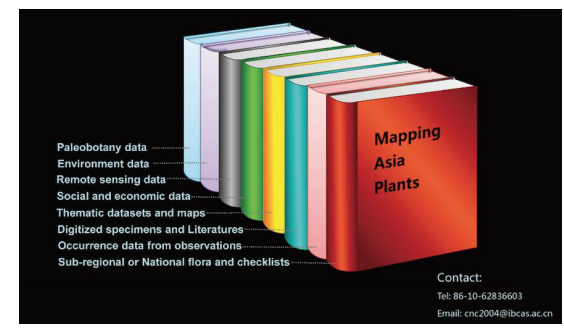 Mapping
Asia
Plants
Paleobotany data
Environment data
Remote sensing data
Social and economic data
Thematic datasets and maps
Digitized specimens and Literatures
Occurrence data from observations
Sub-regional or National flora and checklists
Contact:
Tel: 86-10-62836603
Email: cnc2004@ibcas.ac.cn